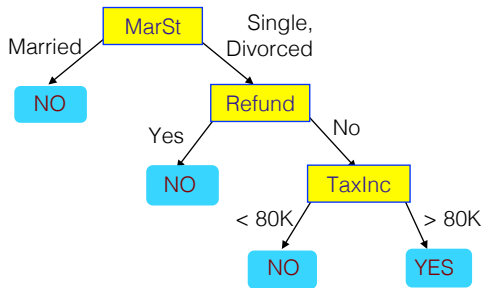 MarSt
Single,
Married
Divorced
NO
Refund
Yes
No
NO
TaxInc
< 80K
> 80K
NO
YES